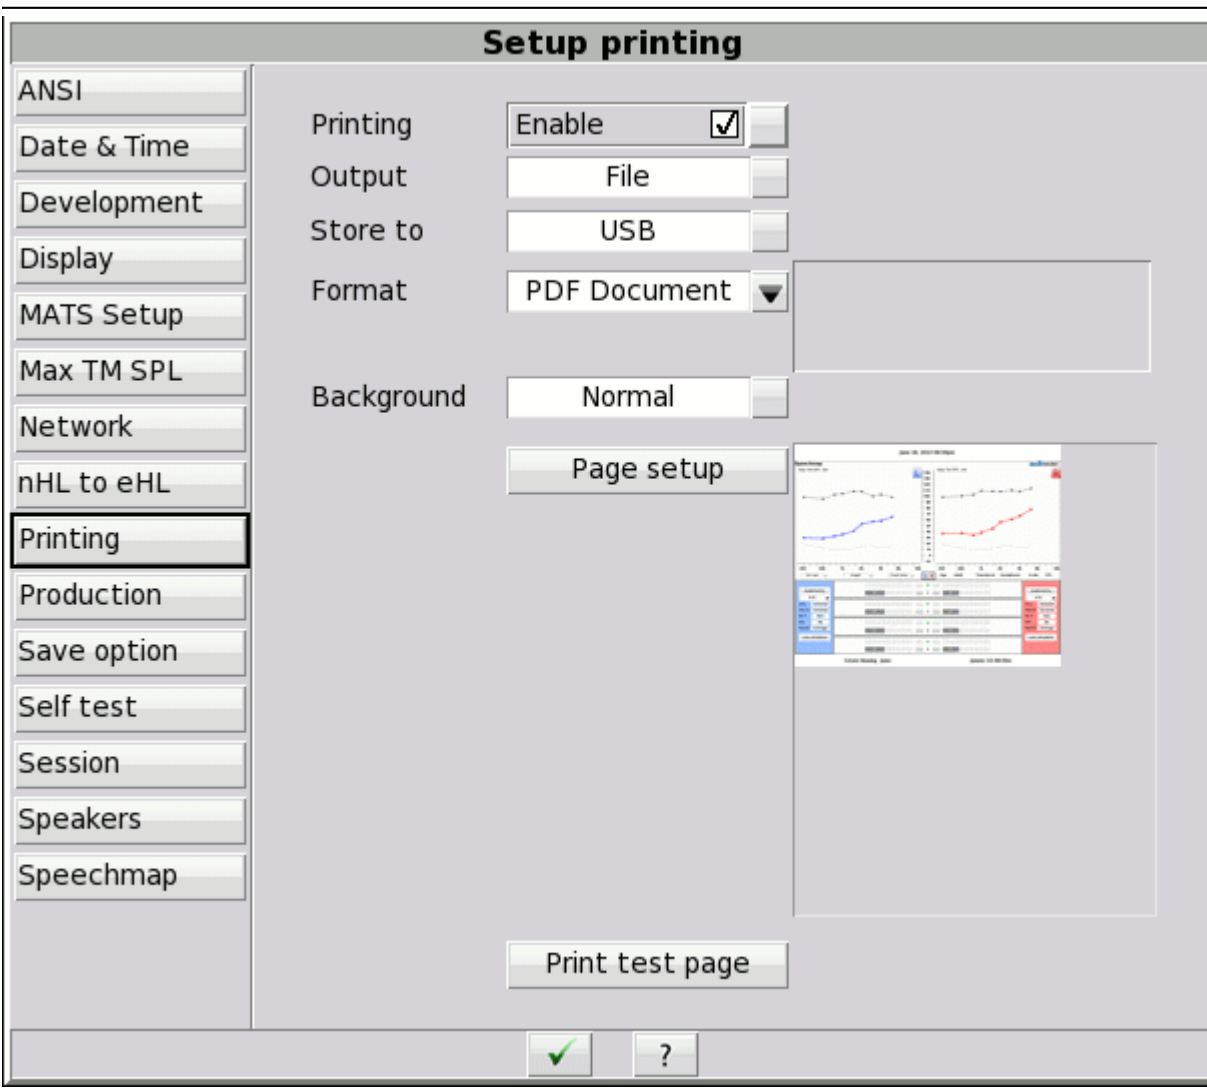 Setup printing
ANSI
Date & Time
Development
Display
MATS Setup
Max TM SPL
Network
nHL to eHL
Printing
Production
Save option
Self test
Session
Speakers
Speechmap
Printing Enable
Output File
Store to USB
Format PDF Document
Background Normal
Page setup
Print test page
?